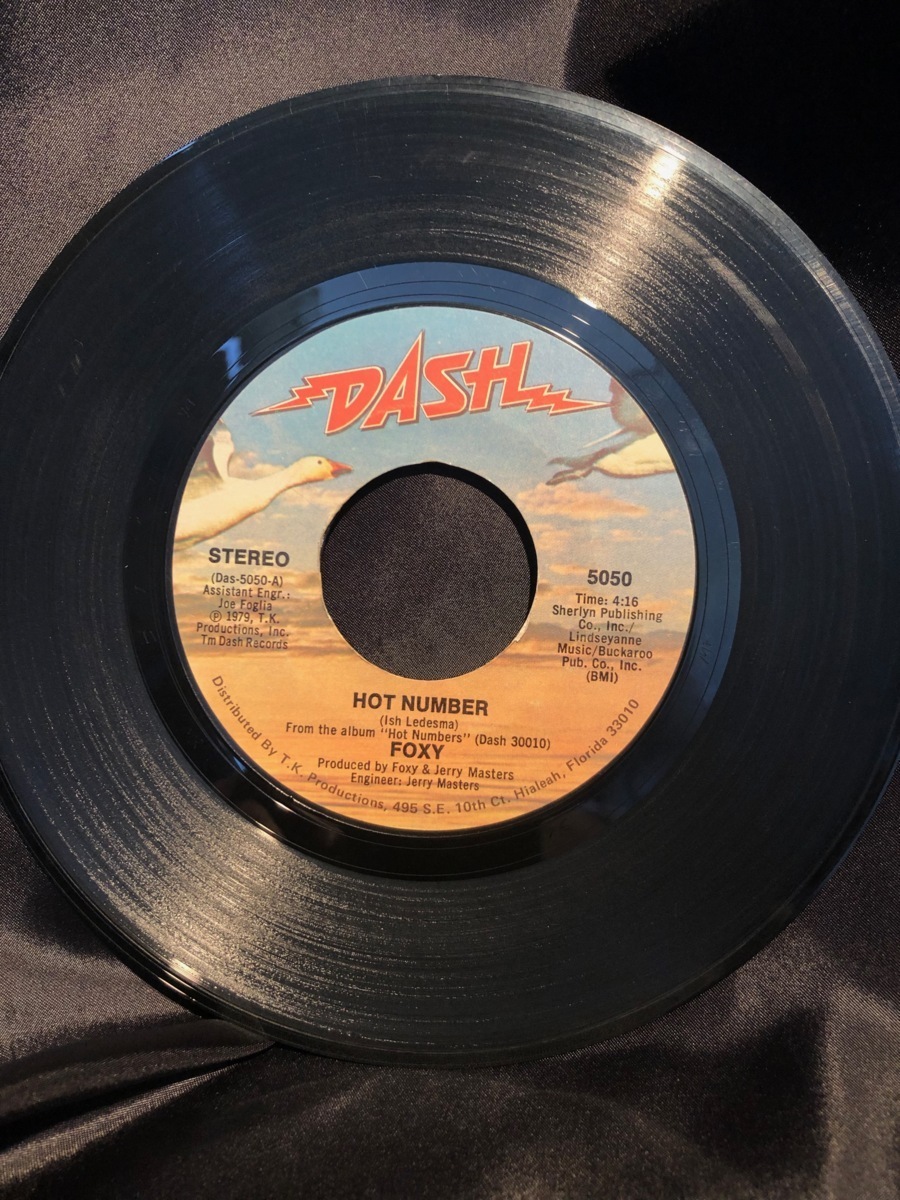 DASH
STEREO
(Das-5050-A)
Assistant Engr.:
Joe Foglia
Ⓟ 1979, T.K.
Productions, Inc.
Tm Dash Records
5050
Time: 4:16
Sherlyn Publishing
Co., Inc./
Lindseyanne
Music/Buckaroo
Pub. Co., Inc.
(BMI)
HOT NUMBER
(Ish Ledesma)
From the album "Hot Numbers" (Dash 30010)
FOXY
Produced by Foxy & Jerry Masters
Engineer: Jerry Masters
Distributed By T.K. Productions, 495 S.E. 10th Ct. Hialeah, Florida 33010